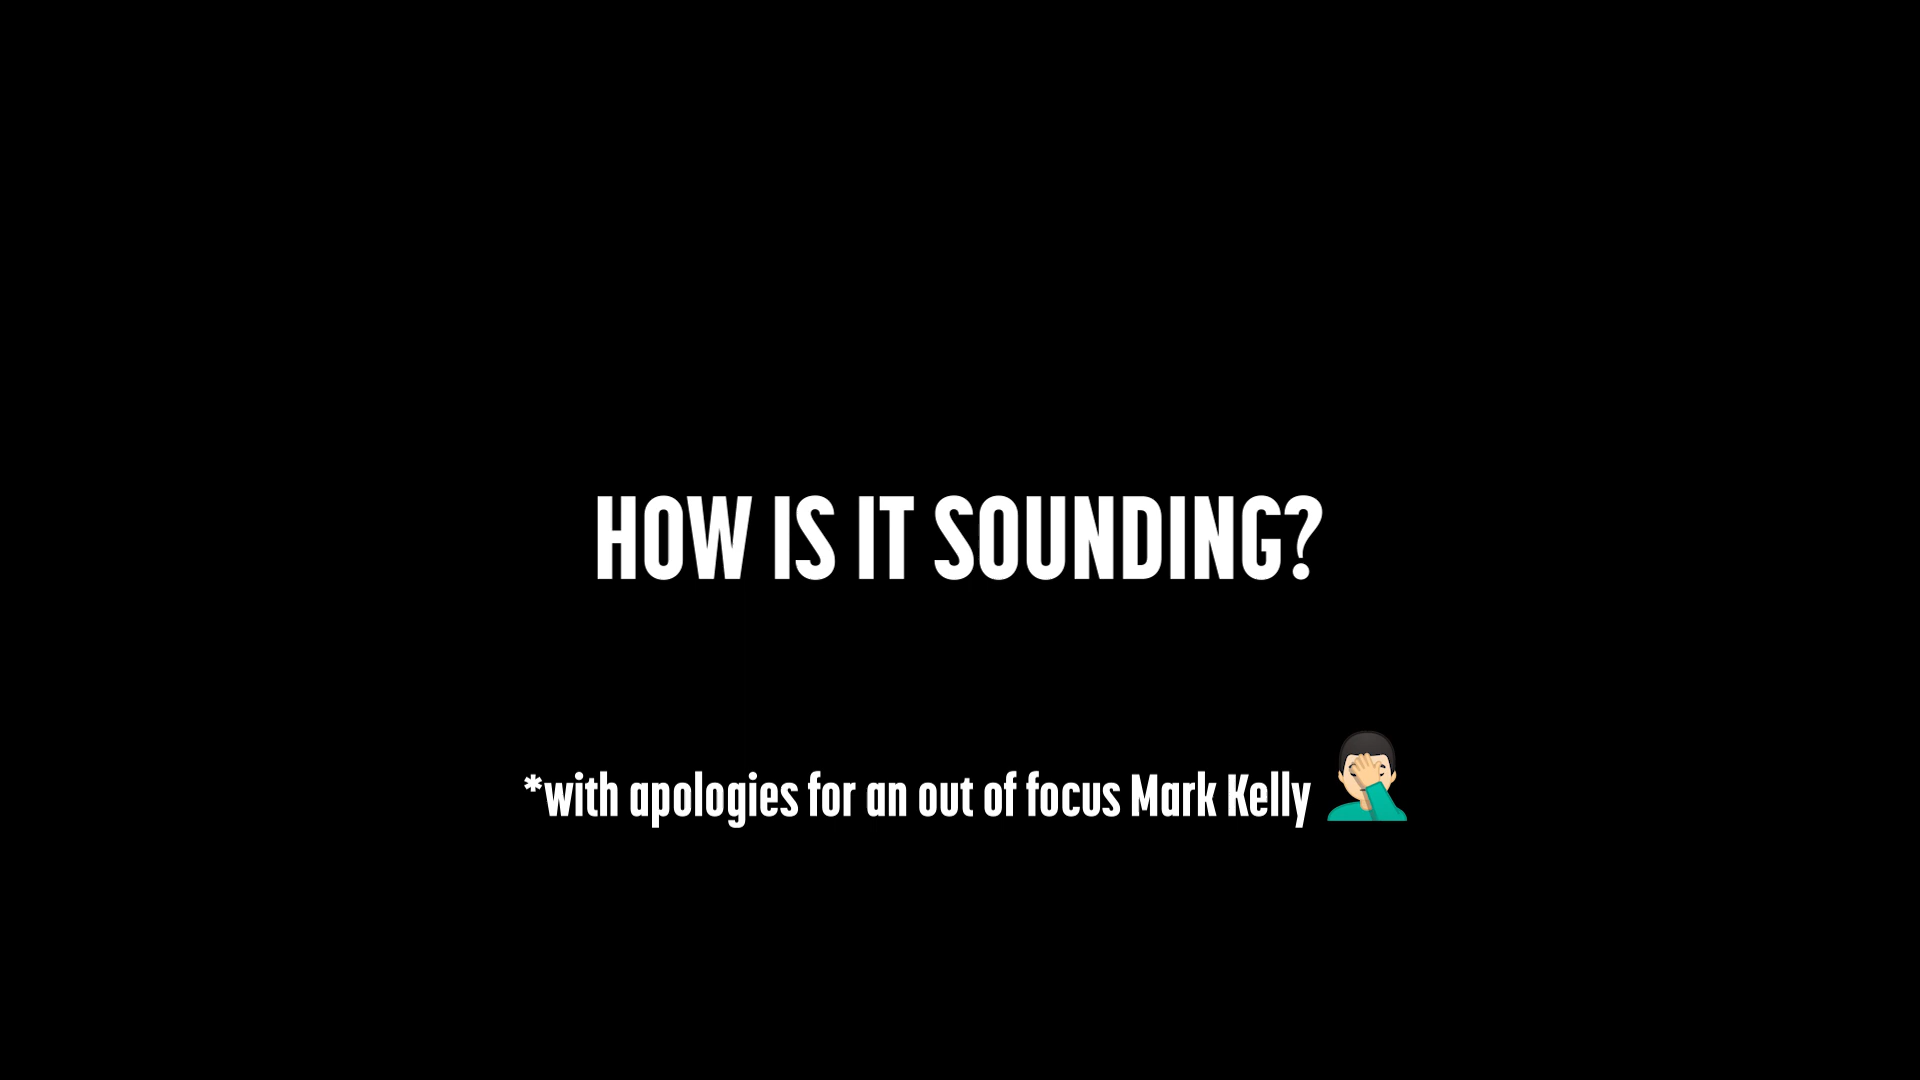 HOW IS IT SOUNDING?
*with apologies for an out of focus Mark Kelly 🤦🏻‍♂️